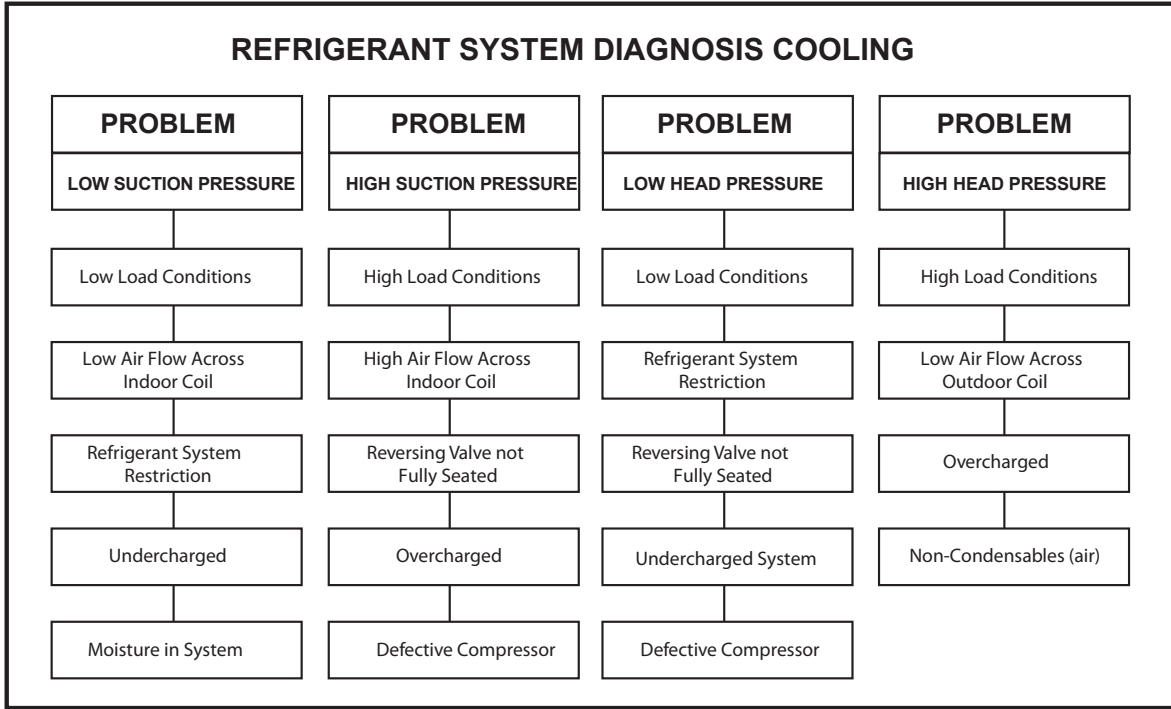 REFRIGERANT SYSTEM DIAGNOSIS COOLING
PROBLEM
LOW SUCTION PRESSURE
Low Load Conditions
Low Air Flow Across
Indoor Coil
Refrigerant System
Restriction
Undercharged
Moisture in System
PROBLEM
HIGH SUCTION PRESSURE
High Load Conditions
High Air Flow Across
Indoor Coil
Reversing Valve not
Fully Seated
Overcharged
Defective Compressor
PROBLEM
LOW HEAD PRESSURE
Low Load Conditions
Refrigerant System
Restriction
Reversing Valve not
Fully Seated
Undercharged System
Defective Compressor
PROBLEM
HIGH HEAD PRESSURE
High Load Conditions
Low Air Flow Across
Outdoor Coil
Overcharged
Non-Condensables (air)